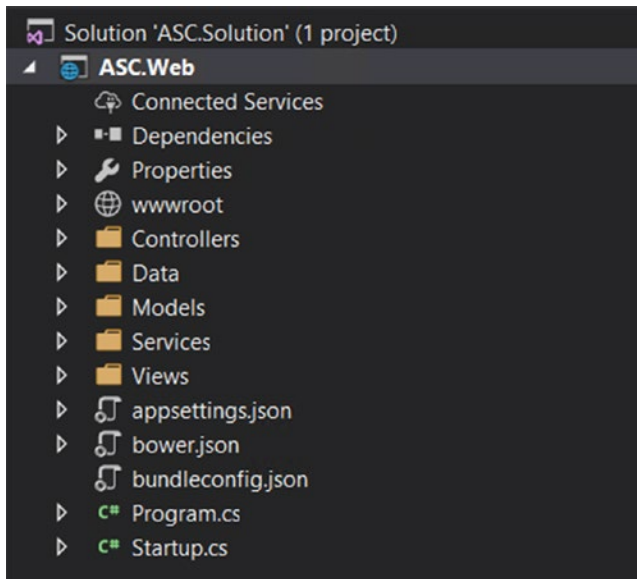 Solution 'ASC.Solution' (1 project)
ASC.Web
Connected Services
Dependencies
Properties
wwwroot
Controllers
Data
Models
Services
Views
appsettings.json
bower.json
bundleconfig.json
C# Program.cs
C# Startup.cs